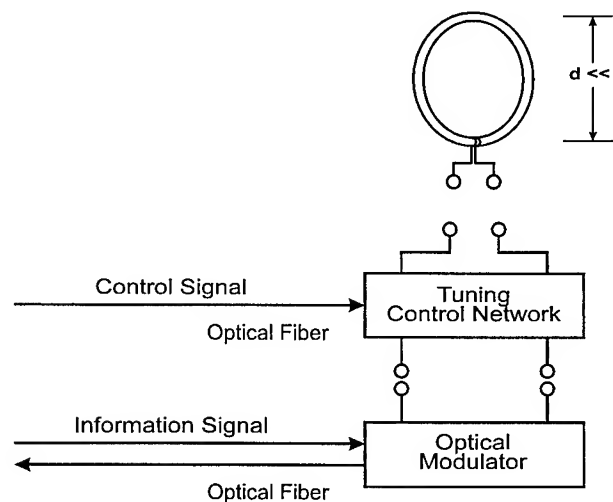 d <<
Control Signal
Optical Fiber
Tuning
Control Network
Information Signal
Optical Fiber
Optical
Modulator